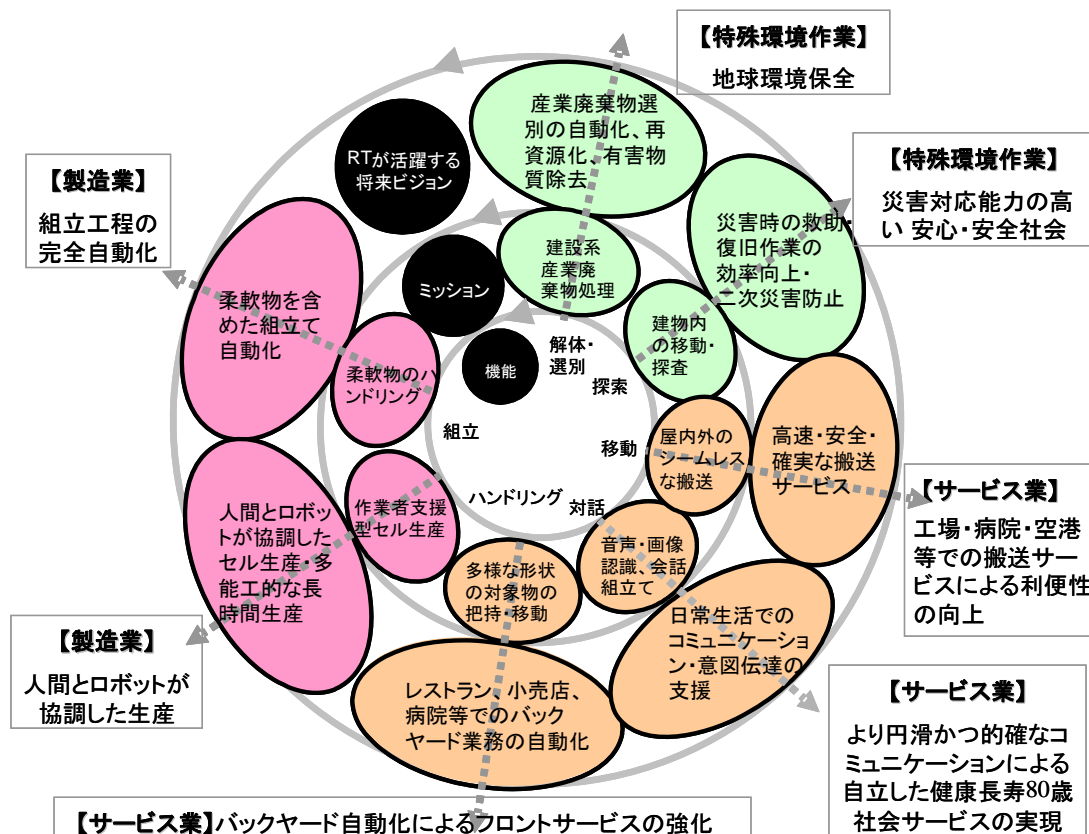 【特殊環境作業】
地球環境保全
【特殊環境作業】
災害対応能力の高
い 安心・安全社会
【製造業】
組立工程の
完全自動化
RTが活躍する
将来ビジョン
産業廃棄物選
別の自動化、再
資源化、有害物
質除去
災害時の救助・
復旧作業の
効率向上・
二次災害防止
ミッション
建設系
産業廃
棄物処理
建物内
の移動・
探査
柔軟物を含
めた組立て
自動化
柔軟物のハ
ンドリング
機能
解体・
選別
探索
組立
移動
ハンドリング
対話
屋内外の
シームレス
な搬送
高速・安全・
確実な搬送
サービス
【サービス業】
工場・病院・空港
等での搬送サー
ビスによる利便性
の向上
人間とロボッ
トが協調した
セル生産・多
能工的な長
時間生産
作業者支援
型セル生産
多様な形状
の対象物の
把持・移動
音声・画像
認識、会話
組立て
日常生活での
コミュニケーショ
ン・意図伝達の
支援
【製造業】
人間とロボットが
協調した生産
レストラン、小売店、
病院等でのバック
ヤード業務の自動化
【サービス業】
より円滑かつ的確なコ
ミュニケーションによる
自立した健康長寿80歳
社会サービスの実現
【サービス業】バックヤード自動化によるフロントサービスの強化